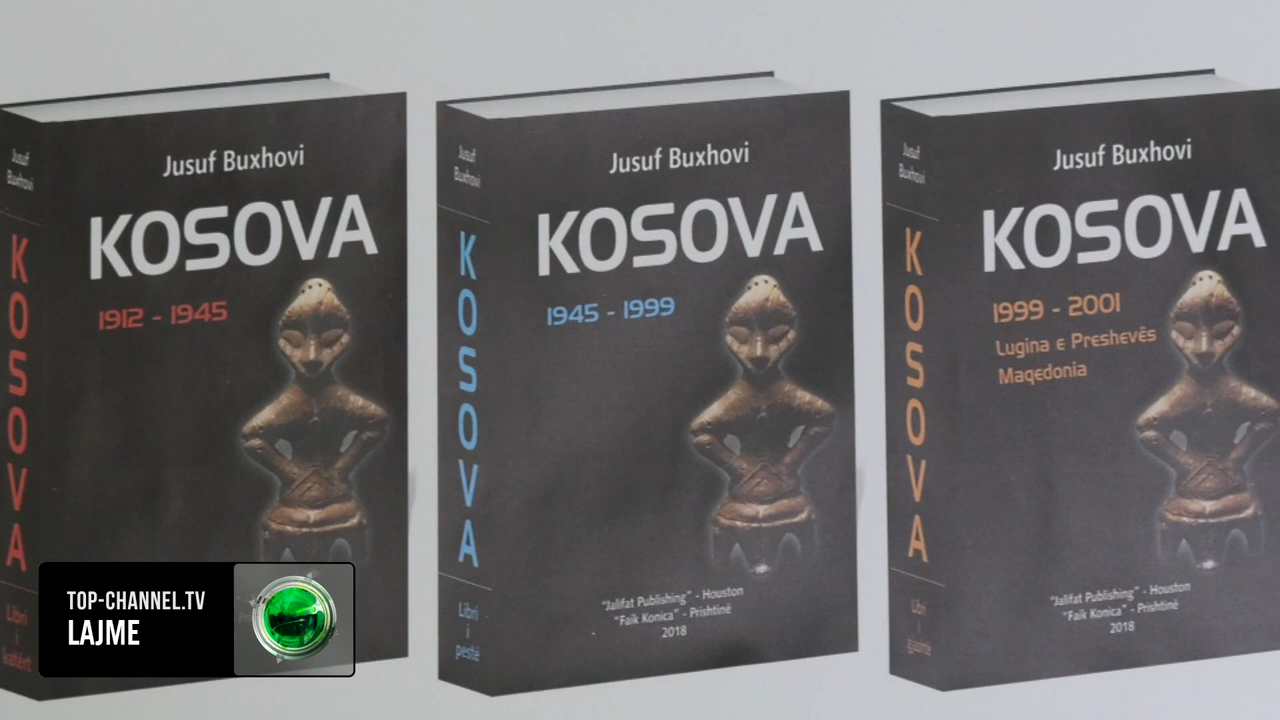 Jusuf
Buxhovi
KOSOVA
Libri
i
katërt
Jusuf Buxhovi
KOSOVA
1912 - 1945
Jusuf
Buxhovi
KOSOVA
Libri
i
pestë
Jusuf Buxhovi
KOSOVA
1945 - 1999
"Jalifat Publishing" - Houston
"Faik Konica" - Prishtinë
2018
Jusuf
Buxhovi
KOSOVA
Libri
i
gjashtë
Jusuf Buxhovi
KOSOVA
1999 - 2001
Lugina e Preshevës
Maqedonia
"Jalifat Publishing" - Houston
"Faik Konica" - Prishtinë
2018
TOP-CHANNEL.TV
LAJME